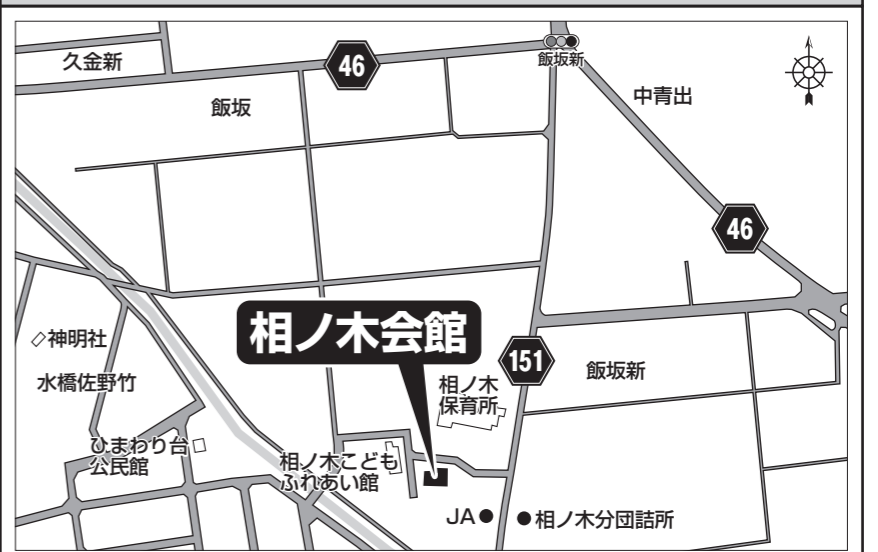 久金新
46
飯坂新
飯坂
中青出
46
相ノ木会館
神明社
151
飯坂新
水橋佐野竹
相ノ木
保育所
ひまわり台
公民館
相ノ木こども
ふれあい館
JA
相ノ木分団詰所